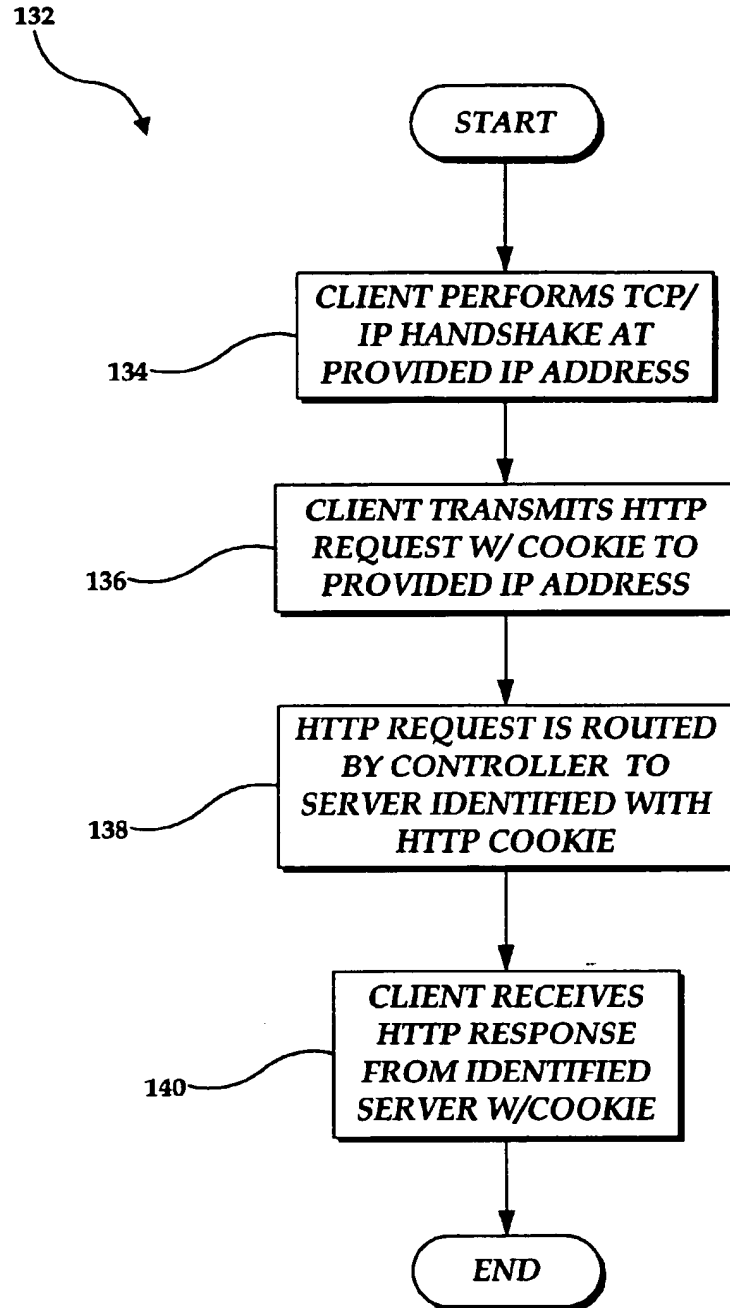 132
START
CLIENT PERFORMS TCP/
IP HANDSHAKE AT
PROVIDED IP ADDRESS
134
CLIENT TRANSMITS HTTP
REQUEST W/ COOKIE TO
PROVIDED IP ADDRESS
136
HTTP REQUEST IS ROUTED
BY CONTROLLER TO
SERVER IDENTIFIED WITH
HTTP COOKIE
138
CLIENT RECEIVES
HTTP RESPONSE
FROM IDENTIFIED
SERVER W/COOKIE
140
END